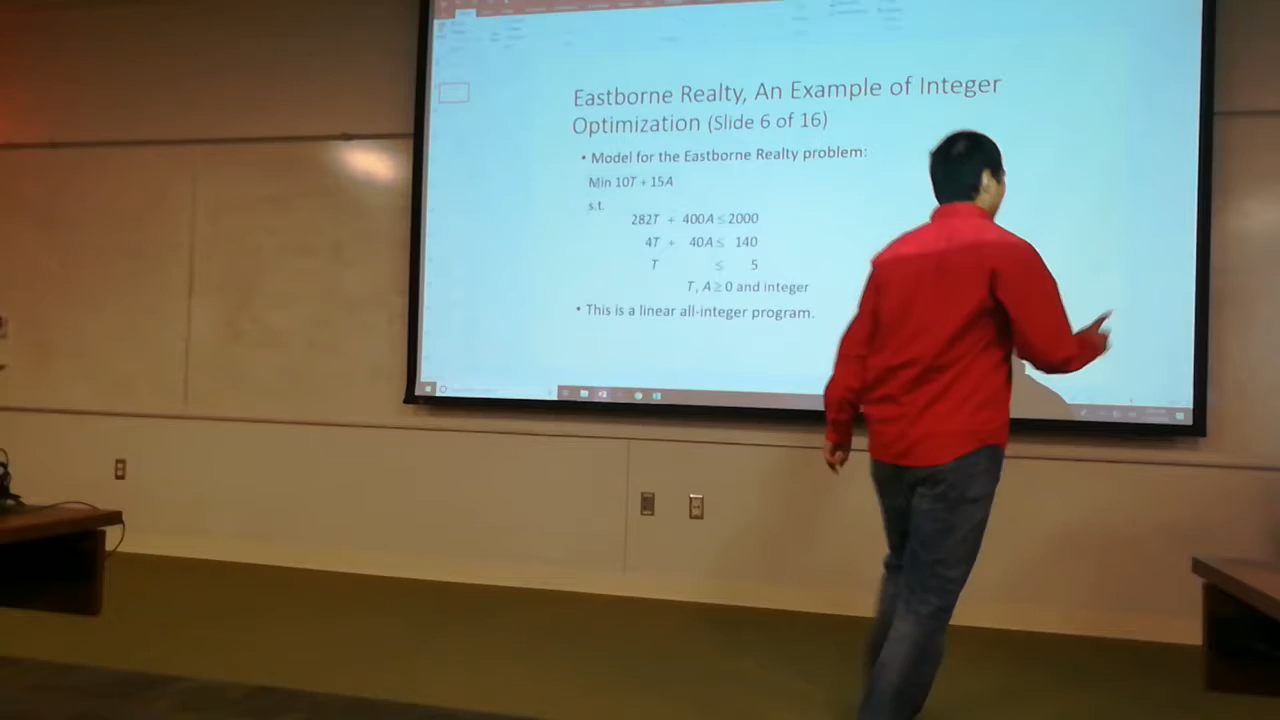 Eastborne Realty, An Example of Integer
Optimization (Slide 6 of 16)
• Model for the Eastborne Realty problem:
Min 10T + 15A
s.t.
282T + 400A ≤ 2000
4T + 40A ≤ 140
T ≤ 5
T, A ≥ 0 and integer
• This is a linear all-integer program.